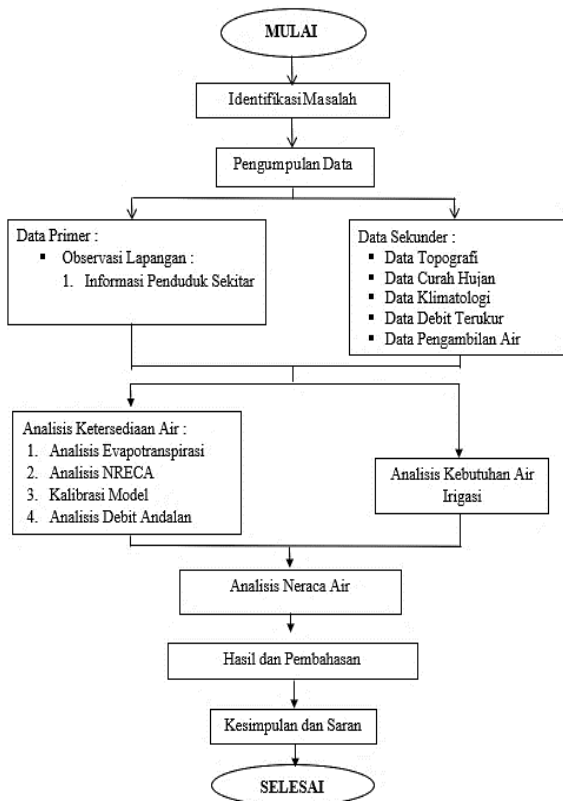 MULAI
Identifikasi Masalah
Pengumpulan Data
Data Primer :
▪ Observasi Lapangan :
1. Informasi Penduduk Sekitar
Data Sekunder :
▪ Data Topografi
▪ Data Curah Hujan
▪ Data Klimatologi
▪ Data Debit Terukur
▪ Data Pengambilan Air
Analisis Ketersediaan Air :
1. Analisis Evapotranspirasi
2. Analisis NRECA
3. Kalibrasi Model
4. Analisis Debit Andalan
Analisis Kebutuhan Air
Irigasi
Analisis Neraca Air
Hasil dan Pembahasan
Kesimpulan dan Saran
SELESAI